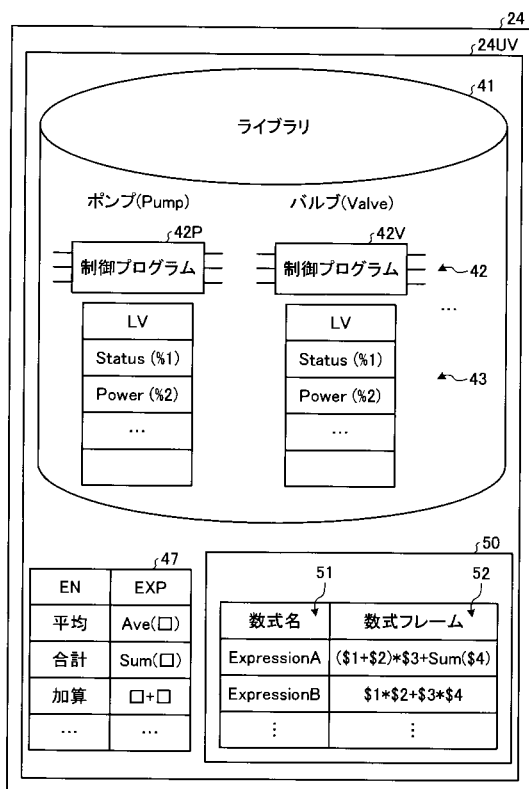 24
24UV
41
ライブラリ
ポンプ(Pump) バルブ(Valve)
42P 42V
制御プログラム 制御プログラム 42
…
LV LV
Status (%1) Status (%1)
Power (%2) Power (%2) 43
… …
47
EN EXP
平均 Ave(□)
合計 Sum(□)
加算 □+□
… …
50
51 52
数式名 数式フレーム
ExpressionA ($1+$2)*$3+Sum($4)
ExpressionB $1*$2+$3*$4
⋮ ⋮